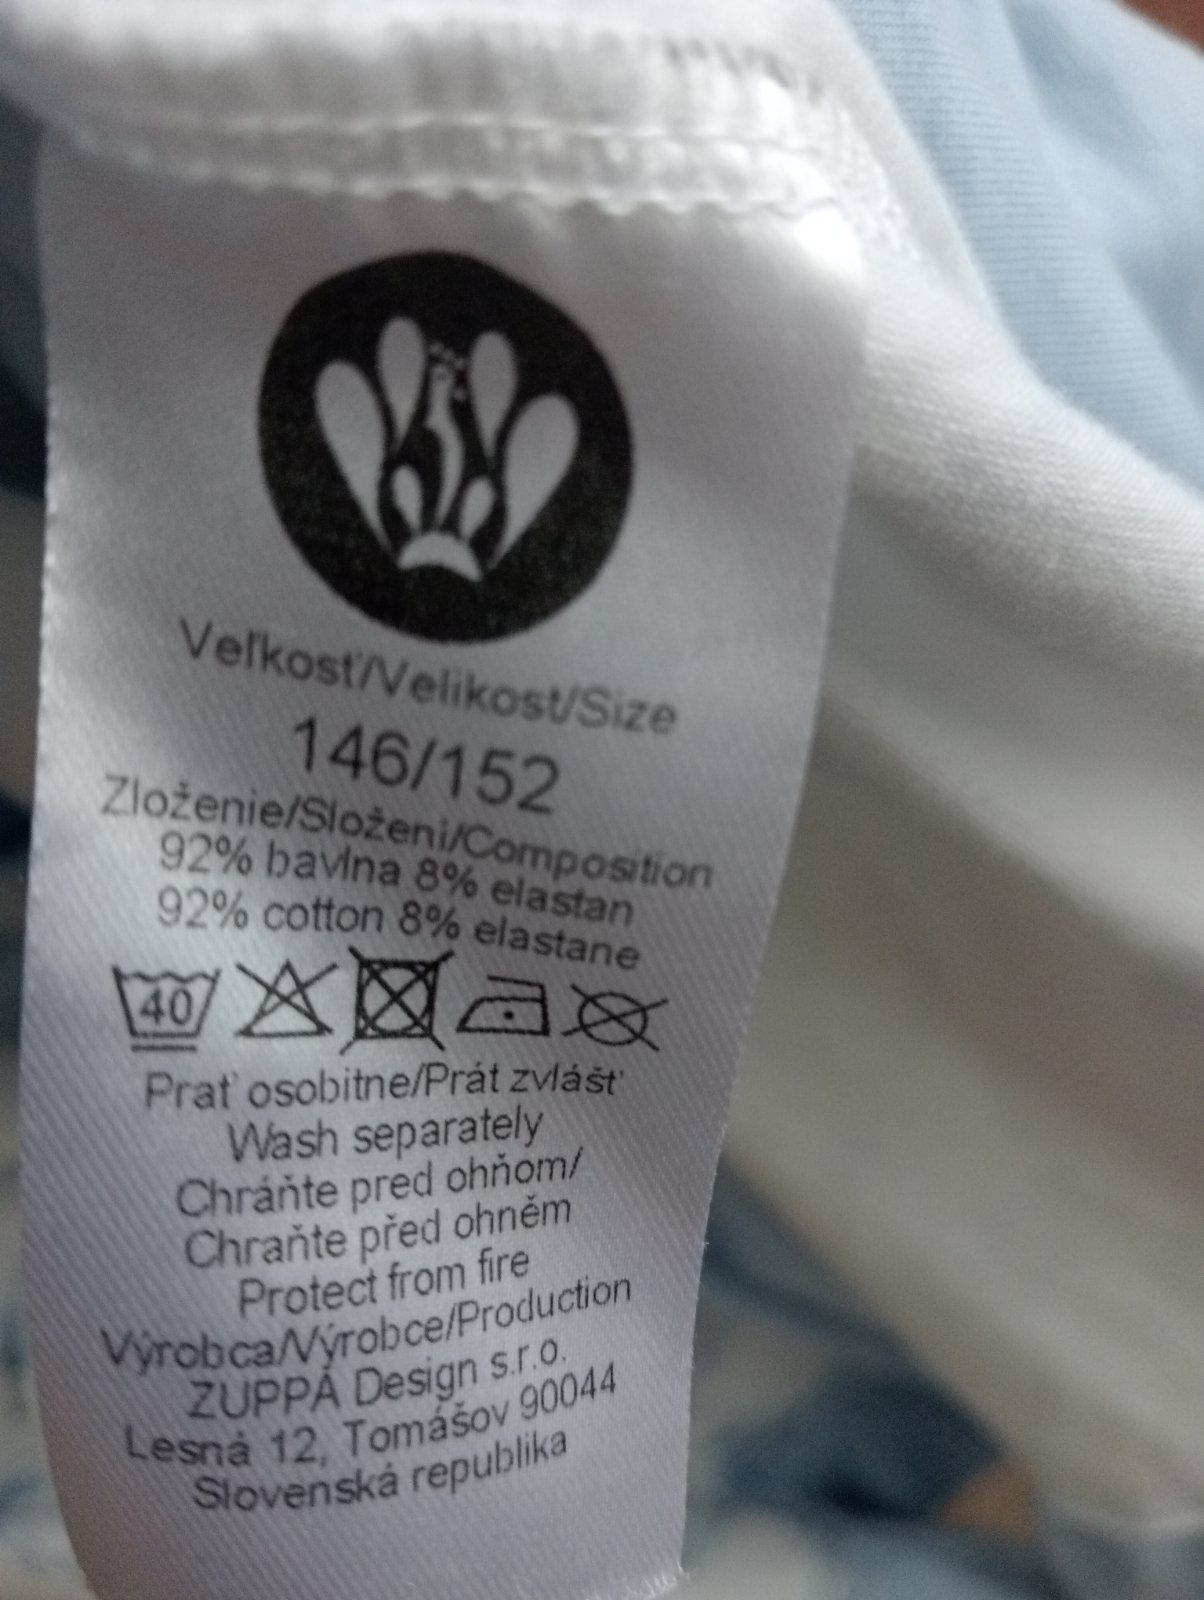 Veľkosť/Velikost/Size
146/152
Zloženie/Složeni/Composition
92% bavlna 8% elastan
92% cotton 8% elastane
40
Prať osobitne/Prát zvlášť
Wash separately
Chráňte pred ohňom/
Chraňte před ohněm
Protect from fire
Výrobca/Výrobce/Production
ZUPPA Design s.r.o.
Lesná 12, Tomášov 90044
Slovenská republika